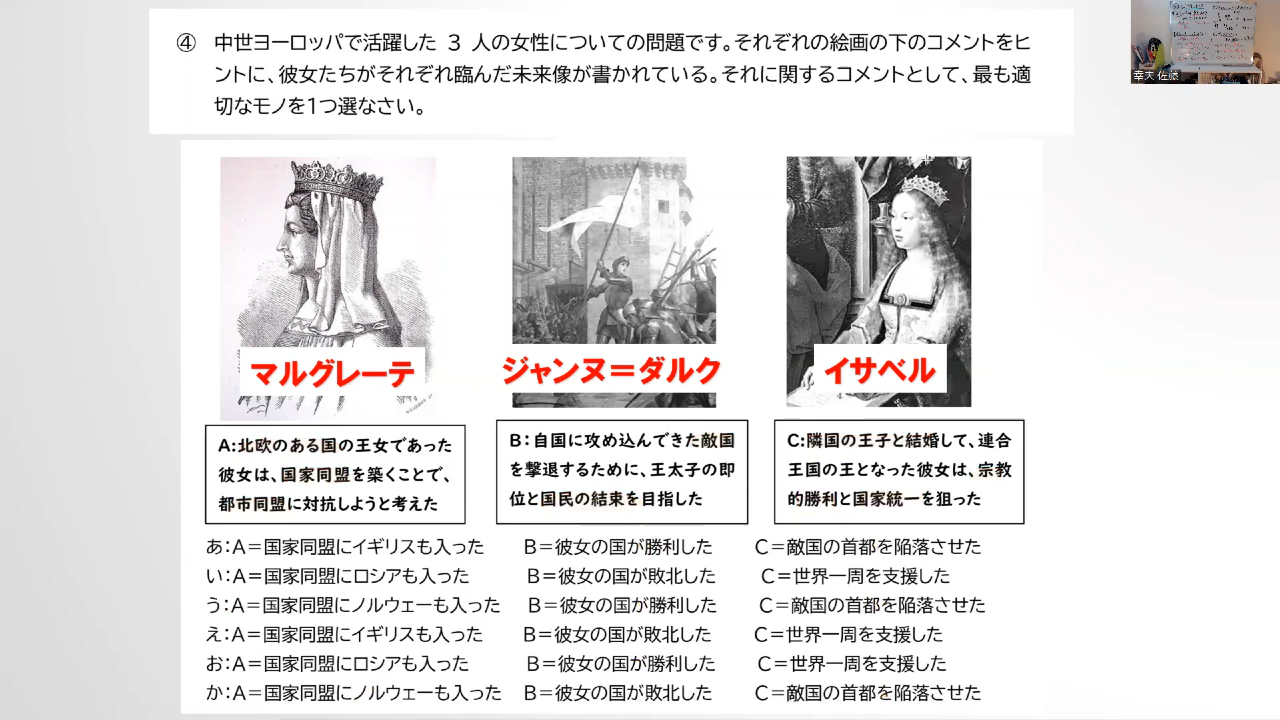 ④ 中世ヨーロッパで活躍した 3 人の女性についての問題です。それぞれの絵画の下のコメントをヒ
ントに、彼女たちがそれぞれ臨んだ未来像が書かれている。それに関するコメントとして、最も適
切なモノを1つ選なさい。
幸夫 佐藤
マルグレーテ
ジャンヌ=ダルク
イサベル
A:北欧のある国の王女であった
彼女は、国家同盟を築くことで、
都市同盟に対抗しようと考えた
B:自国に攻め込んできた敵国
を撃退するために、王太子の即
位と国民の結束を目指した
C:隣国の王子と結婚して、連合
王国の王となった彼女は、宗教
的勝利と国家統一を狙った
あ:A=国家同盟にイギリスも入った B=彼女の国が勝利した C=敵国の首都を陥落させた
い:A=国家同盟にロシアも入った B=彼女の国が敗北した C=世界一周を支援した
う:A=国家同盟にノルウェーも入った B=彼女の国が勝利した C=敵国の首都を陥落させた
え:A=国家同盟にイギリスも入った B=彼女の国が敗北した C=世界一周を支援した
お:A=国家同盟にロシアも入った B=彼女の国が勝利した C=世界一周を支援した
か:A=国家同盟にノルウェーも入った B=彼女の国が敗北した C=敵国の首都を陥落させた